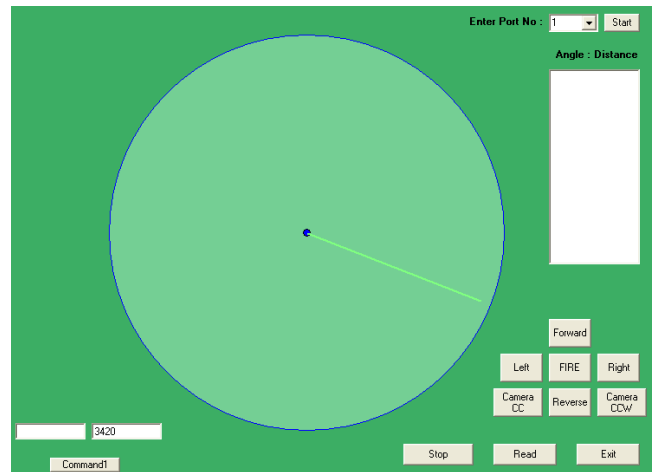 Enter Port No : 1 Start
Angle : Distance
Forward
Left FIRE Right
Camera CC Reverse Camera CCW
3420
Stop Read Exit
Command1